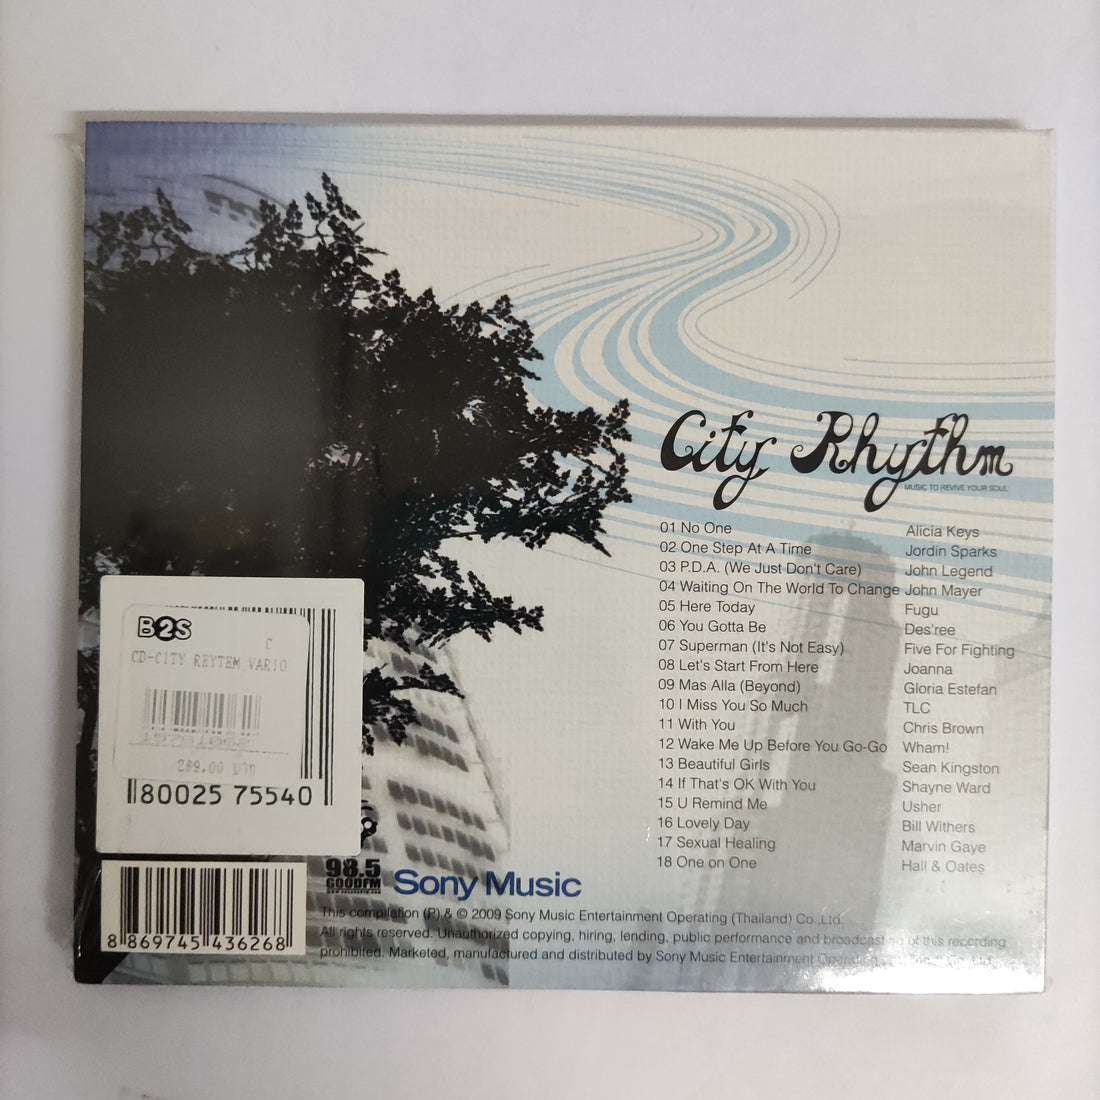 City Rhythm
MUSIC TO REVIVE YOUR SOUL
01 No One Alicia Keys
02 One Step At A Time Jordin Sparks
03 P.D.A. (We Just Don't Care) John Legend
04 Waiting On The World To Change John Mayer
05 Here Today Fugu
06 You Gotta Be Des'ree
07 Superman (It's Not Easy) Five For Fighting
08 Let's Start From Here Joanna
09 Mas Alla (Beyond) Gloria Estefan
10 I Miss You So Much TLC
11 With You Chris Brown
12 Wake Me Up Before You Go-Go Wham!
13 Beautiful Girls Sean Kingston
14 If That's OK With You Shayne Ward
15 U Remind Me Usher
16 Lovely Day Bill Withers
17 Sexual Healing Marvin Gaye
18 One on One Hall & Oates
B2S
C
CD-CITY RHYTEM VARIO
289.00 บาท
80025 75540
8 869745 436268
98.5
GOODFM
Sony Music
This compilation (P) & © 2009 Sony Music Entertainment Operating (Thailand) Co.,Ltd.
All rights reserved. Unauthorized copying, hiring, lending, public performance and broadcasting of this recording
prohibited. Marketed, manufactured and distributed by Sony Music Entertainment Operating